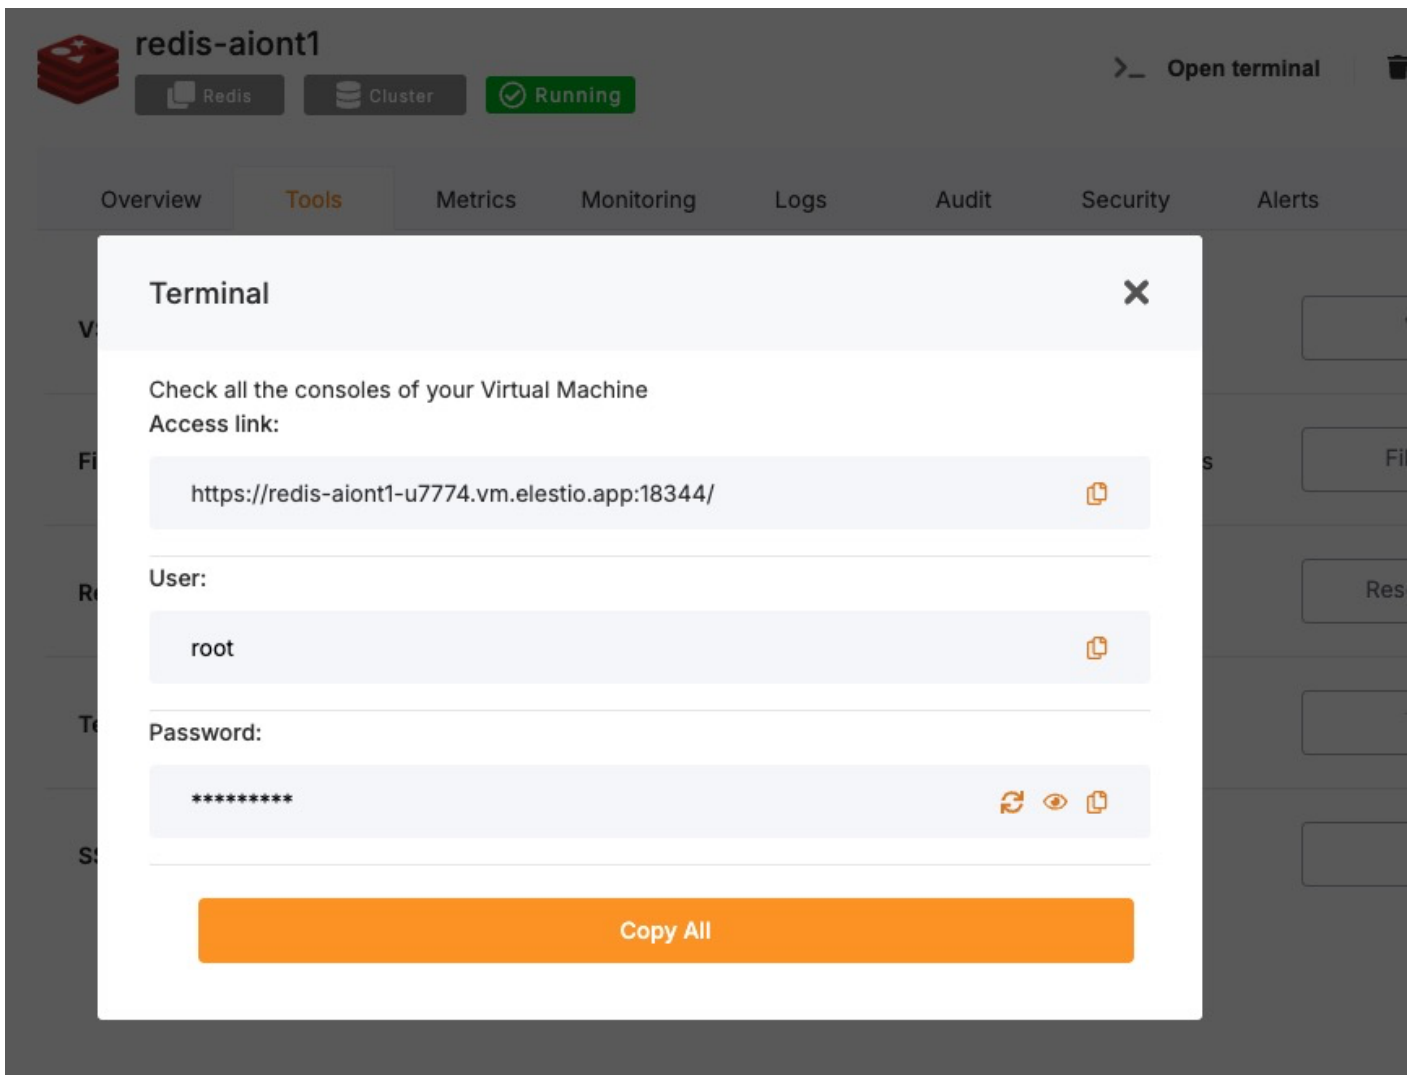 redis-aiont1
Redis
Cluster
Running
Open terminal
Overview
Tools
Metrics
Monitoring
Logs
Audit
Security
Alerts
Terminal
Check all the consoles of your Virtual Machine
Access link:
https://redis-aiont1-u7774.vm.elestio.app:18344/
User:
root
Password:
*********
Copy All